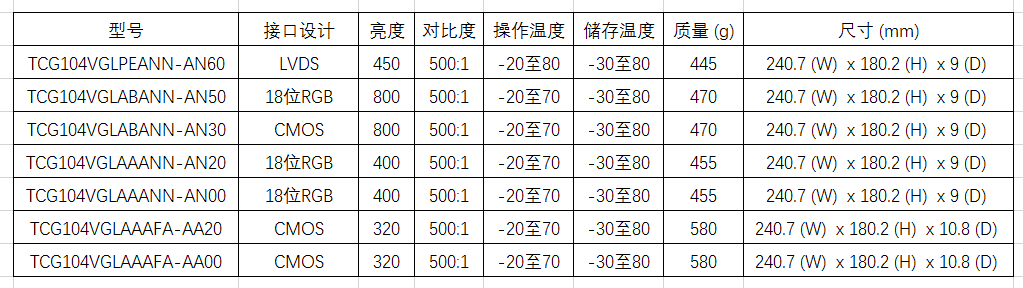 型号 接口设计 亮度 对比度 操作温度 储存温度 质量 (g) 尺寸 (mm)
TCG104VGLPEANN-AN60 LVDS 450 500:1 -20至80 -30至80 445 240.7 (W) x 180.2 (H) x 9 (D)
TCG104VGLABANN-AN50 18位RGB 800 500:1 -20至70 -30至80 470 240.7 (W) x 180.2 (H) x 9 (D)
TCG104VGLABANN-AN30 CMOS 800 500:1 -20至70 -30至80 470 240.7 (W) x 180.2 (H) x 9 (D)
TCG104VGLAAANN-AN20 18位RGB 400 500:1 -20至70 -30至80 455 240.7 (W) x 180.2 (H) x 9 (D)
TCG104VGLAAANN-AN00 18位RGB 400 500:1 -20至70 -30至80 455 240.7 (W) x 180.2 (H) x 9 (D)
TCG104VGLAAAFA-AA20 CMOS 320 500:1 -20至70 -30至80 580 240.7 (W) x 180.2 (H) x 10.8 (D)
TCG104VGLAAAFA-AA00 CMOS 320 500:1 -20至70 -30至80 580 240.7 (W) x 180.2 (H) x 10.8 (D)